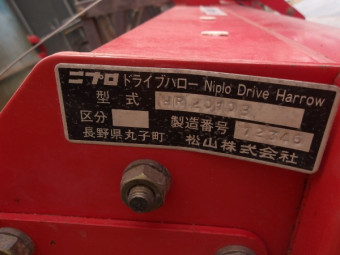 ニプロ ドライブハロー Niplo Drive Harrow
型式 HR2010B
区分 製造番号
長野県丸子町 松山株式会社